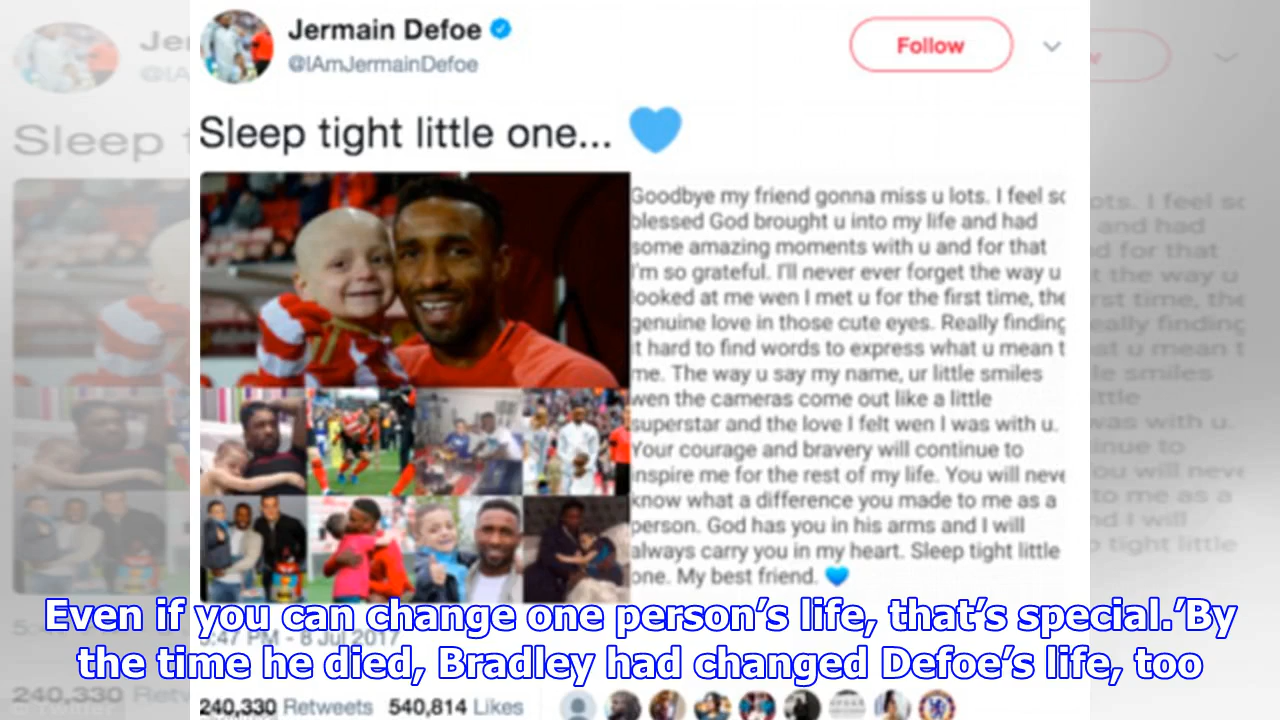 Jermain Defoe
@IAmJermainDefoe
Follow
Sleep tight little one...
Goodbye my friend gonna miss u lots. I feel so
blessed God brought u into my life and had
some amazing moments with u and for that
I'm so grateful. I'll never ever forget the way u
looked at me wen I met u for the first time, the
genuine love in those cute eyes. Really finding
it hard to find words to express what u mean t
me. The way u say my name, ur little smiles
wen the cameras come out like a little
superstar and the love I felt wen I was with u.
Your courage and bravery will continue to
inspire me for the rest of my life. You will neve
know what a difference you made to me as a
person. God has you in his arms and I will
always carry you in my heart. Sleep tight little
one. My best friend.
Even if you can change one person’s life, that’s special.’By
5:47 PM - 8 Jul 2017
the time he died, Bradley had changed Defoe’s life, too
240,330 Retweets 540,814 Likes